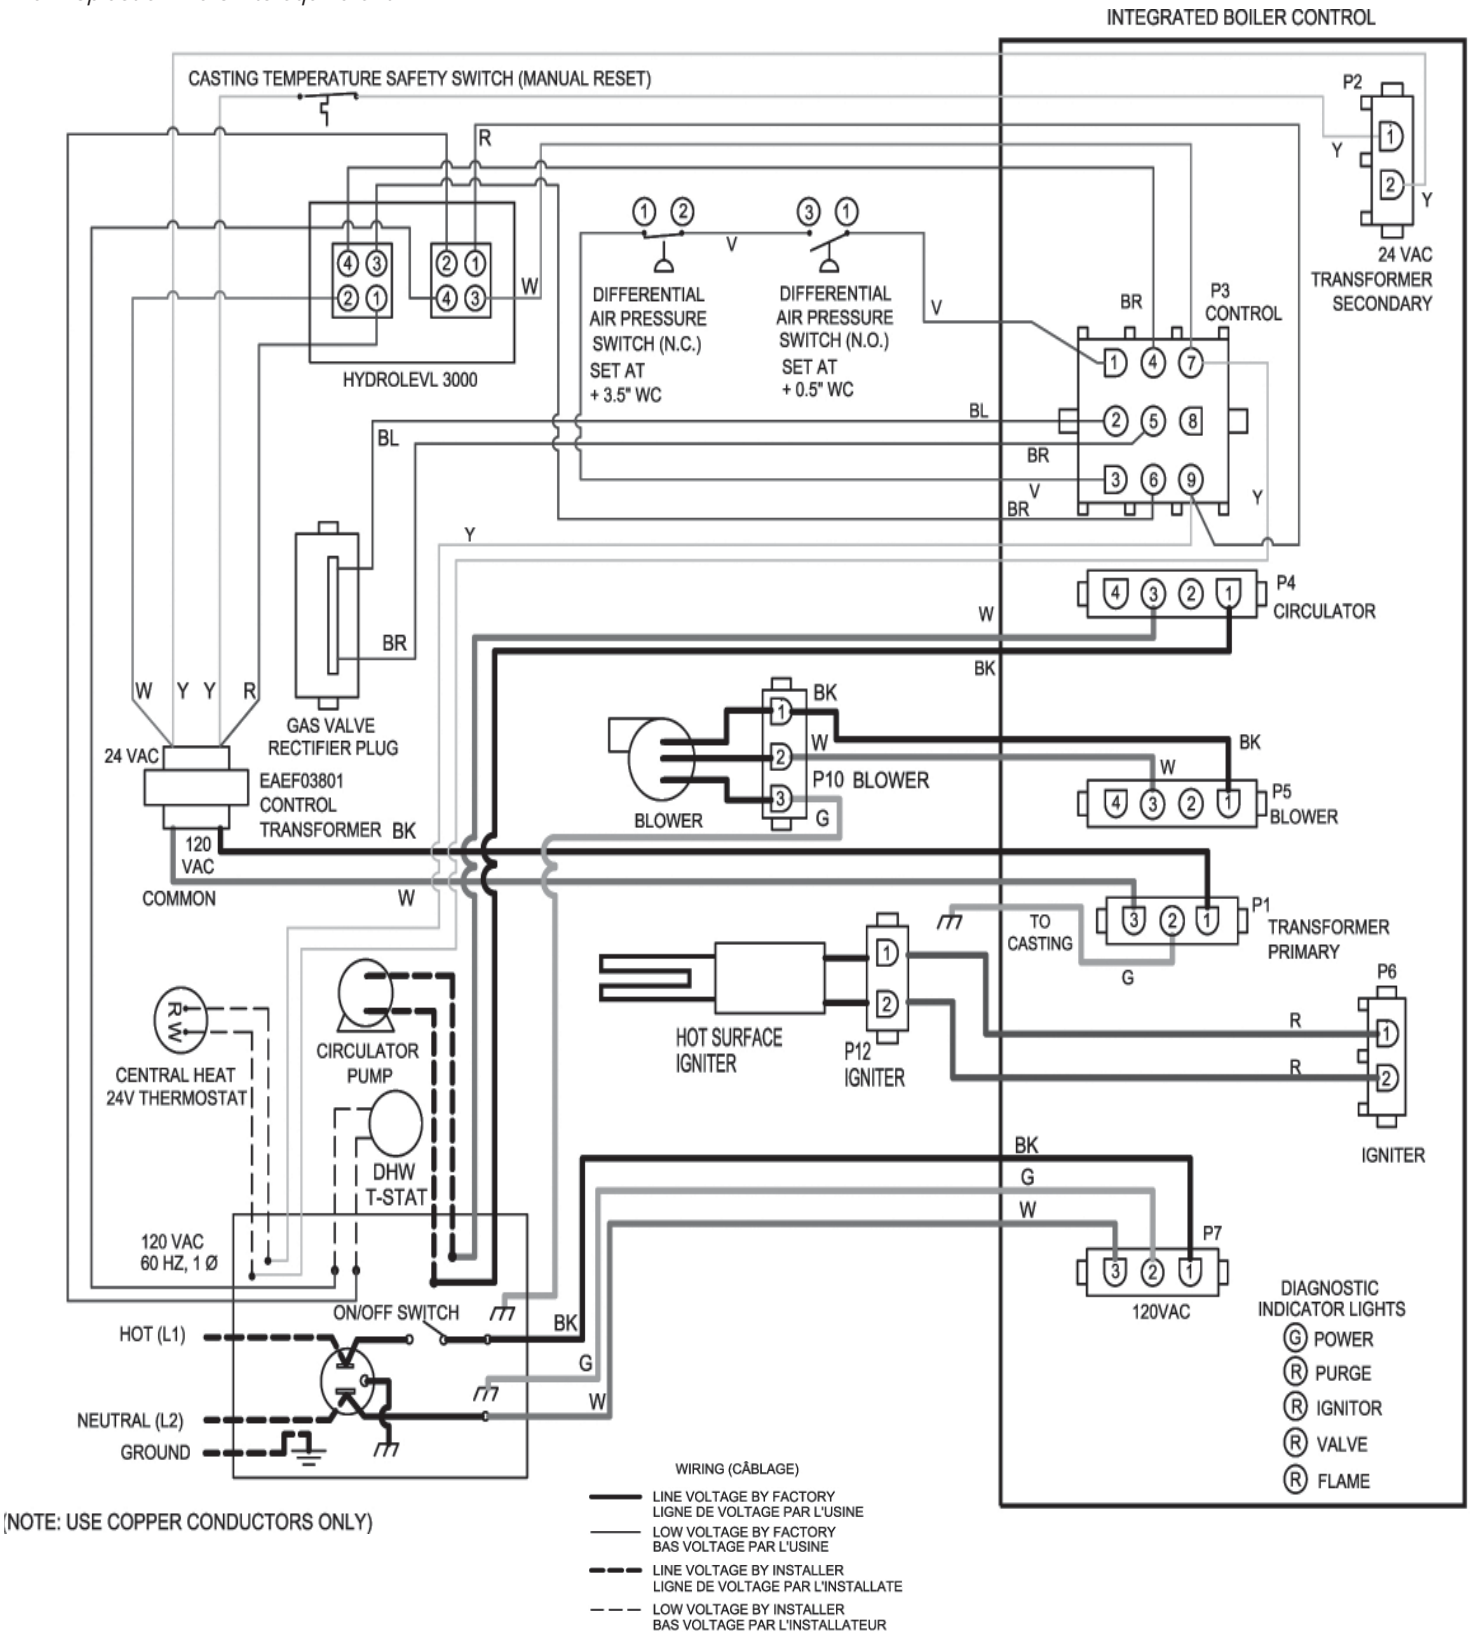 INTEGRATED BOILER CONTROL
CASTING TEMPERATURE SAFETY SWITCH (MANUAL RESET)
P2
1
2
Y
Y
24 VAC
TRANSFORMER
SECONDARY
R
4 3 2 1
2 1 4 3
W
HYDROLEVL 3000
1 2
V
3 1
DIFFERENTIAL
AIR PRESSURE
SWITCH (N.C.)
SET AT
+ 3.5" WC
DIFFERENTIAL
AIR PRESSURE
SWITCH (N.O.)
SET AT
+ 0.5" WC
V
BR
P3
CONTROL
1 4 7
2 5 8
3 6 9
BL
BL
BR
V
BR
Y
Y
BR
GAS VALVE
RECTIFIER PLUG
4 3 2 1
P4
CIRCULATOR
W
BK
W Y Y R
24 VAC
EAEF03801
CONTROL
TRANSFORMER
BK
120
VAC
COMMON
W
BLOWER
1
2
3
BK
W
P10 BLOWER
G
BK
W
4 3 2 1
P5
BLOWER
3 2 1
P1
TRANSFORMER
PRIMARY
TO
CASTING
G
HOT SURFACE
IGNITER
1
2
P12
IGNITER
R
R
P6
1
2
IGNITER
R
W
CENTRAL HEAT
24V THERMOSTAT
CIRCULATOR
PUMP
DHW
T-STAT
BK
G
W
P7
3 2 1
120VAC
120 VAC
60 HZ, 1 Ø
ON/OFF SWITCH
HOT (L1)
NEUTRAL (L2)
GROUND
BK
G
W
DIAGNOSTIC
INDICATOR LIGHTS
G POWER
R PURGE
R IGNITOR
R VALVE
R FLAME
(NOTE: USE COPPER CONDUCTORS ONLY)
WIRING (CÂBLAGE)
LINE VOLTAGE BY FACTORY
LIGNE DE VOLTAGE PAR L'USINE
LOW VOLTAGE BY FACTORY
BAS VOLTAGE PAR L'USINE
LINE VOLTAGE BY INSTALLER
LIGNE DE VOLTAGE PAR L'INSTALLATE
LOW VOLTAGE BY INSTALLER
BAS VOLTAGE PAR L'INSTALLATEUR